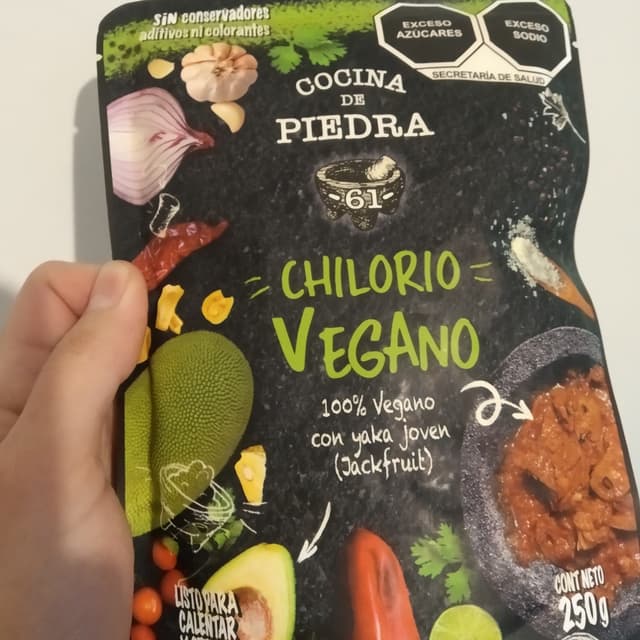 SiN conservadores
aditivos ni colorantes
EXCESO
AZÚCARES
EXCESO
SODIO
SECRETARÍA DE SALUD
COCINA
DE
PIEDRA
61
CHILORIO
VEGANO
100% Vegano
con yaka joven
(Jackfruit)
LISTO PARA
CALENTAR
CONT NETO
250g